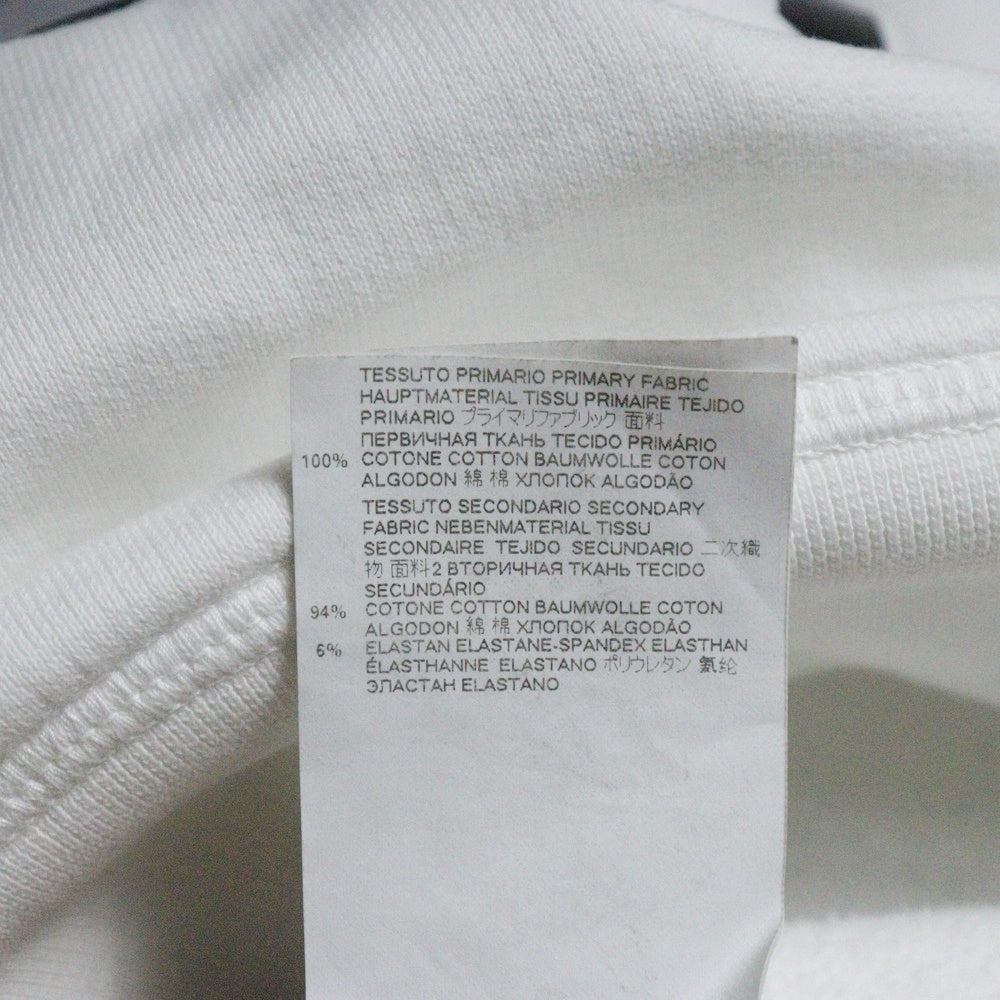 TESSUTO PRIMARIO PRIMARY FABRIC
HAUPTMATERIAL TISSU PRIMAIRE TEJIDO
PRIMARIO プライマリファブリック 面料
ПЕРВИЧНАЯ ТКАНЬ TECIDO PRIMÁRIO
100% COTONE COTTON BAUMWOLLE COTON
ALGODON 綿 棉 ХЛОПОК ALGODÃO
TESSUTO SECONDARIO SECONDARY
FABRIC NEBENMATERIAL TISSU
SECONDAIRE TEJIDO SECUNDARIO 二次織
物 面料2 ВТОРИЧНАЯ ТКАНЬ TECIDO
SECUNDÁRIO
94% COTONE COTTON BAUMWOLLE COTON
ALGODON 綿 棉 ХЛОПОК ALGODÃO
6% ELASTAN ELASTANE-SPANDEX ELASTHAN
ÉLASTHANNE ELASTANO ポリウレタン 氨纶
ЭЛАСТАН ELASTANO